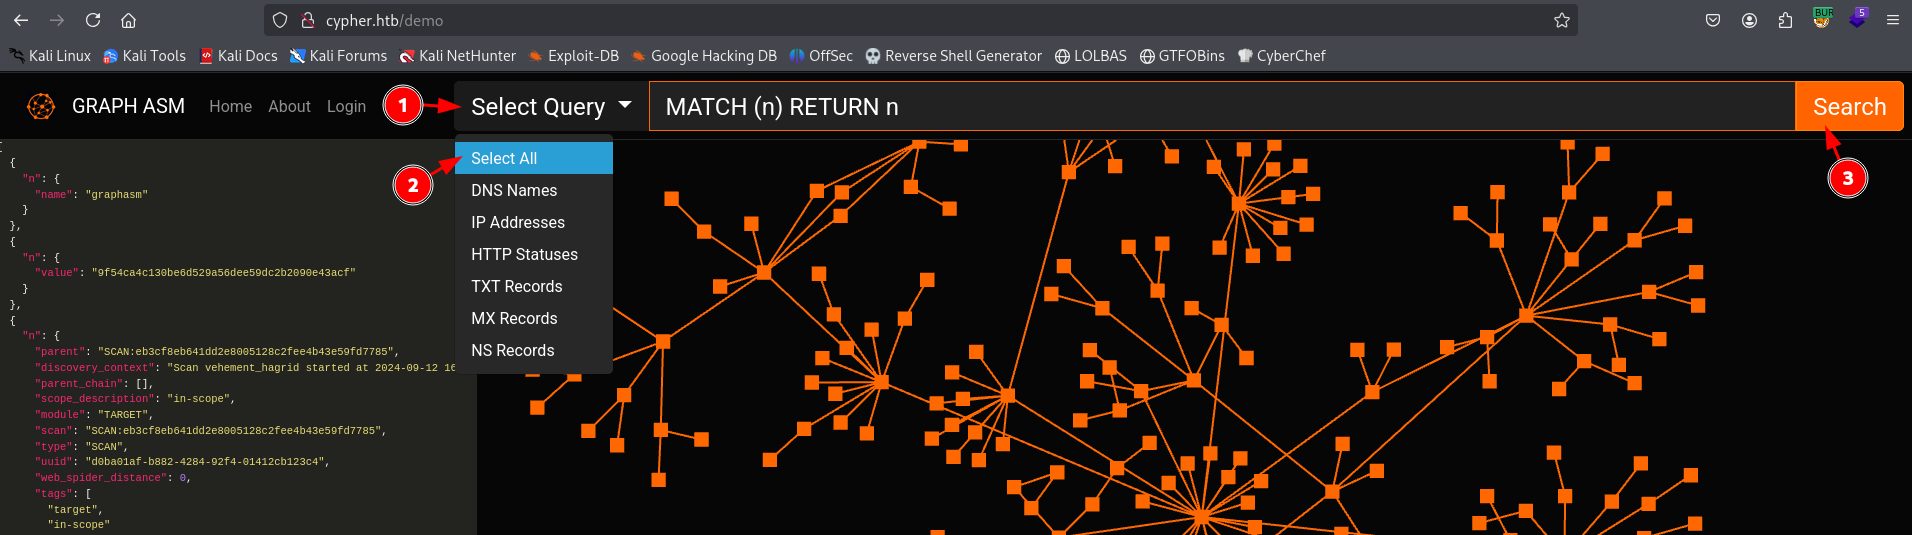 cypher.htb/demo
BUR
5
Kali Linux Kali Tools Kali Docs Kali Forums Kali NetHunter Exploit-DB Google Hacking DB OffSec Reverse Shell Generator LOLBAS GTFOBins CyberChef
GRAPH ASM Home About Login 1 Select Query MATCH (n) RETURN n Search
2
3
Select All
DNS Names
IP Addresses
HTTP Statuses
TXT Records
MX Records
NS Records
[
{
"n": {
"name": "graphasm"
}
},
{
"n": {
"value": "9f54ca4c130be6d529a56dee59dc2b2090e43acf"
}
},
{
"n": {
"parent": "SCAN:eb3cf8eb641dd2e8005128c2fee4b43e59fd7785",
"discovery_context": "Scan vehement_hagrid started at 2024-09-12 16
"parent_chain": [],
"scope_description": "in-scope",
"module": "TARGET",
"scan": "SCAN:eb3cf8eb641dd2e8005128c2fee4b43e59fd7785",
"type": "SCAN",
"uuid": "d0ba01af-b882-4284-92f4-01412cb123c4",
"web_spider_distance": 0,
"tags": [
"target",
"in-scope"